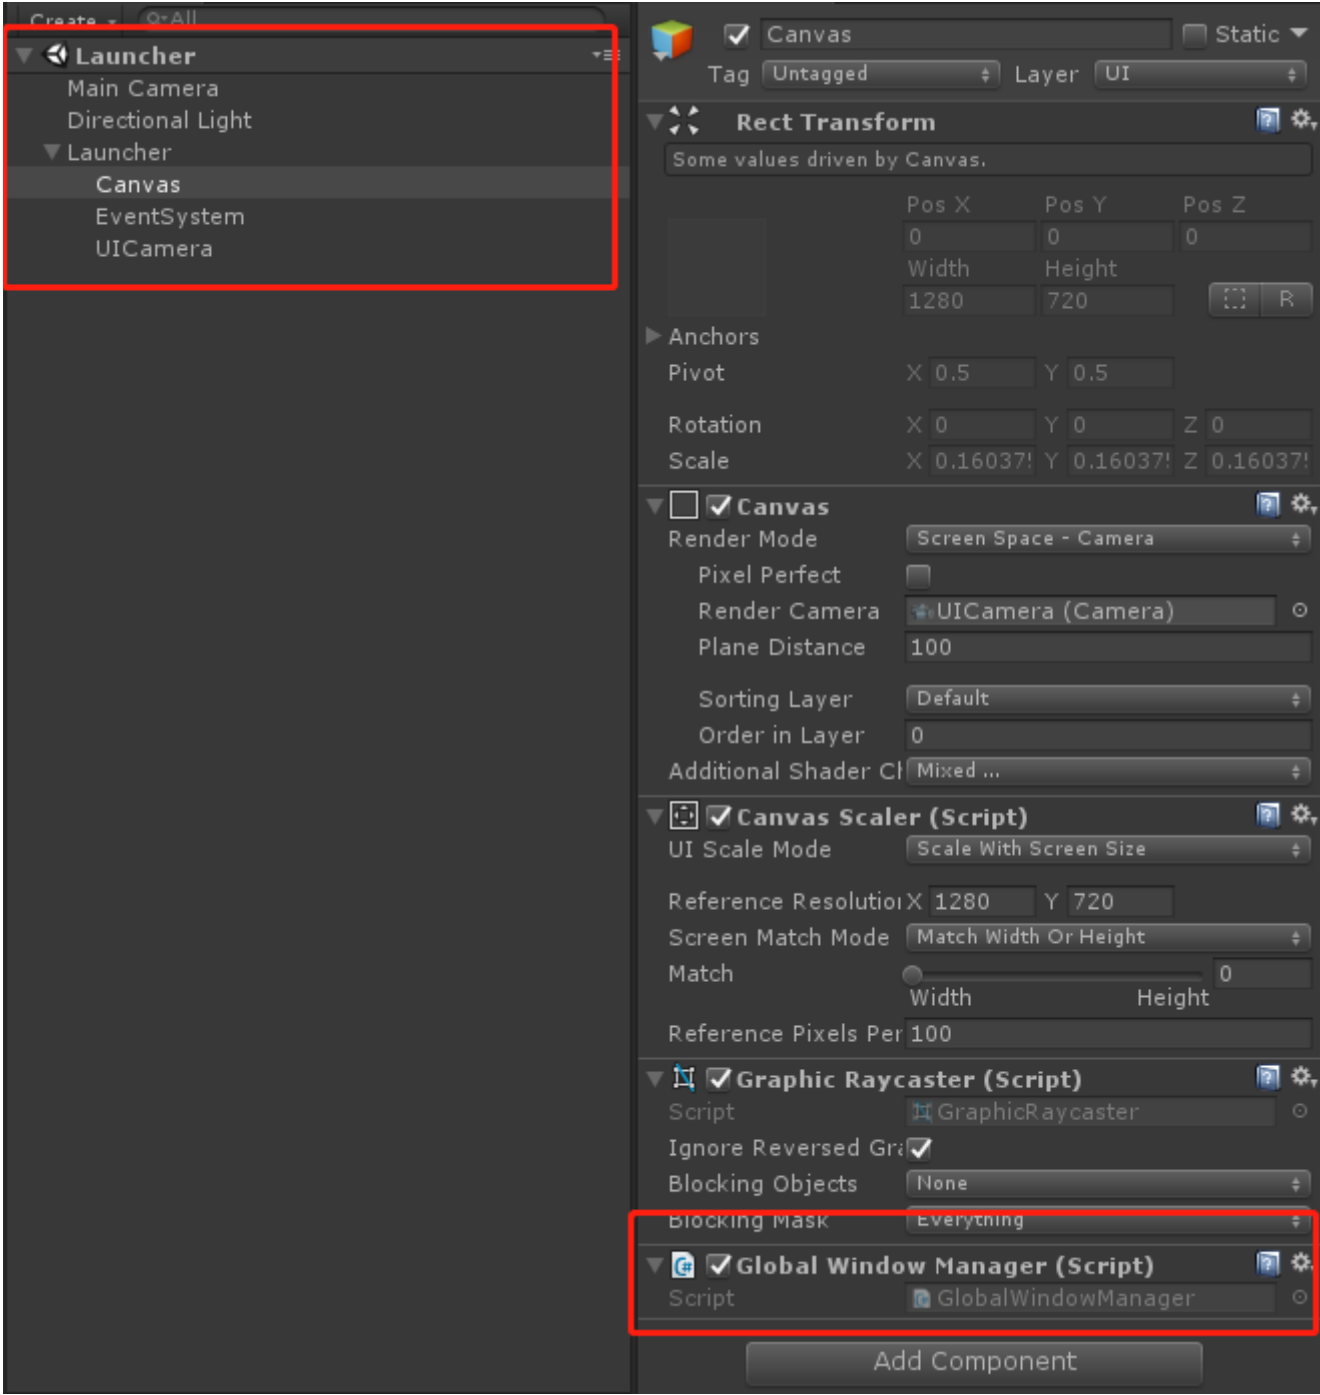 Create
All
Launcher
Main Camera
Directional Light
Launcher
Canvas
EventSystem
UICamera
Canvas
Static
Tag Untagged Layer UI
Rect Transform
Some values driven by Canvas.
Pos X Pos Y Pos Z
0 0 0
Width Height
1280 720 R
Anchors
Pivot X 0.5 Y 0.5
Rotation X 0 Y 0 Z 0
Scale X 0.16037 Y 0.16037 Z 0.16037
Canvas
Render Mode Screen Space - Camera
Pixel Perfect
Render Camera UICamera (Camera)
Plane Distance 100
Sorting Layer Default
Order in Layer 0
Additional Shader Ch Mixed ...
Canvas Scaler (Script)
UI Scale Mode Scale With Screen Size
Reference Resolution X 1280 Y 720
Screen Match Mode Match Width Or Height
Match 0
Width Height
Reference Pixels Per 100
Graphic Raycaster (Script)
Script GraphicRaycaster
Ignore Reversed Gra
Blocking Objects None
Blocking Mask Everything
Global Window Manager (Script)
Script GlobalWindowManager
Add Component